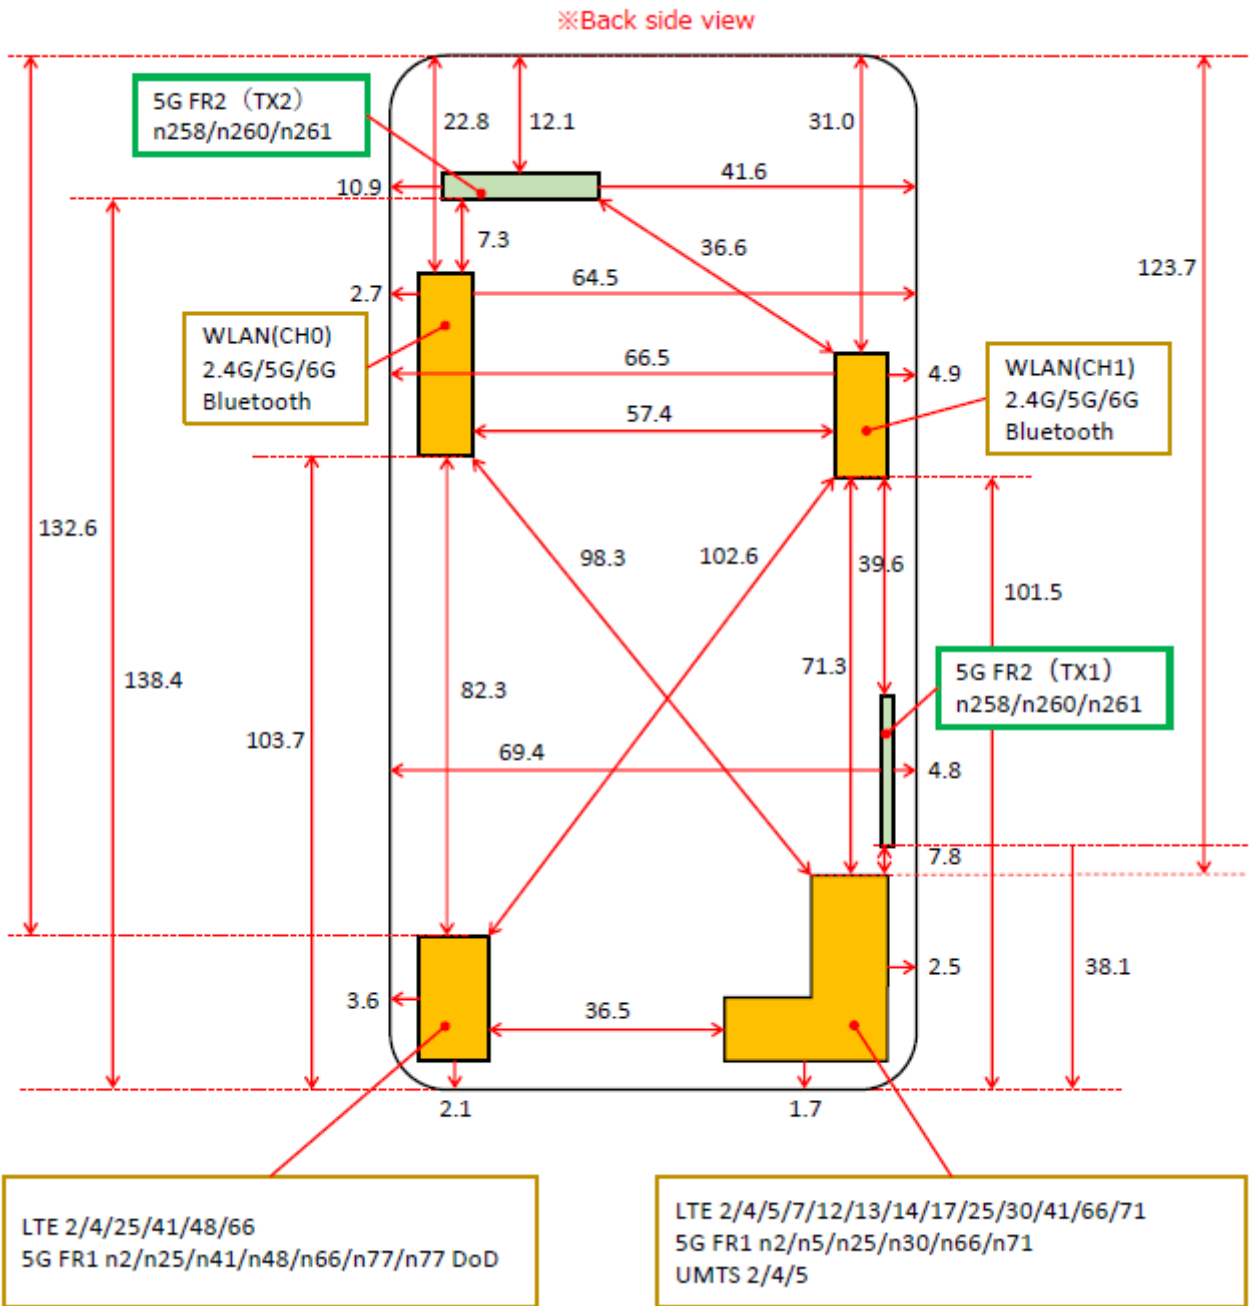 ※Back side view
5G FR2（TX2）
n258/n260/n261
22.8
12.1
31.0
10.9
41.6
7.3
36.6
123.7
2.7
64.5
WLAN(CH0)
2.4G/5G/6G
Bluetooth
66.5
4.9
WLAN(CH1)
2.4G/5G/6G
Bluetooth
57.4
132.6
98.3
102.6
39.6
101.5
138.4
82.3
71.3
5G FR2（TX1）
n258/n260/n261
103.7
69.4
4.8
7.8
3.6
36.5
2.5
38.1
2.1
1.7
LTE 2/4/25/41/48/66
5G FR1 n2/n25/n41/n48/n66/n77/n77 DoD
LTE 2/4/5/7/12/13/14/17/25/30/41/66/71
5G FR1 n2/n5/n25/n30/n66/n71
UMTS 2/4/5